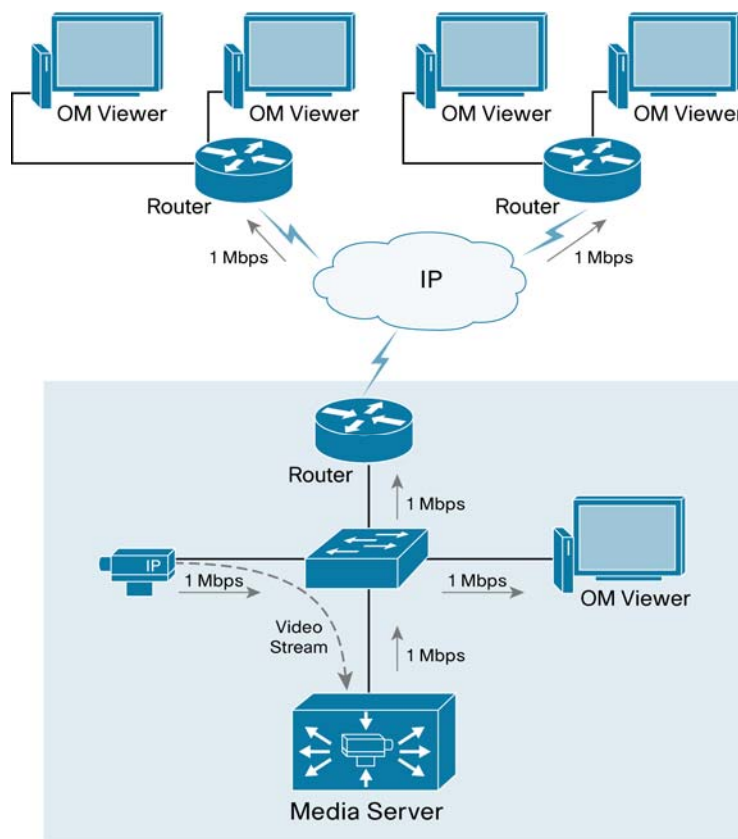 OM Viewer
OM Viewer
OM Viewer
OM Viewer
Router
Router
1 Mbps
1 Mbps
IP
Router
1 Mbps
IP
1 Mbps
1 Mbps
OM Viewer
Video
Stream
1 Mbps
Media Server